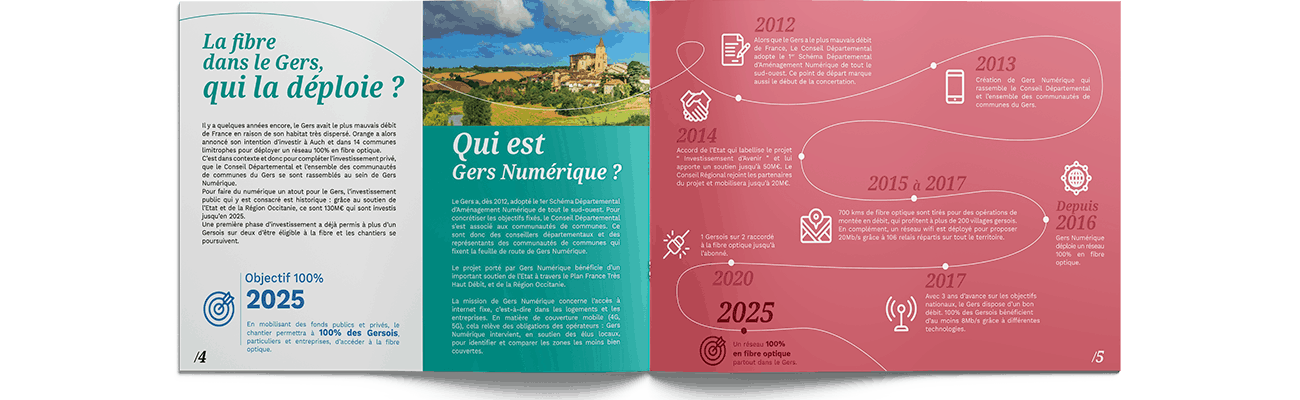 La fibre
dans le Gers,
qui la déploie ?
Il y a quelques années encore, le Gers avait le plus mauvais débit
de France en raison de son habitat très dispersé. Orange a alors
annoncé son intention d'investir à Auch et dans 14 communes
limitrophes pour déployer un réseau 100% en fibre optique.
C'est dans contexte et donc pour compléter l'investissement privé,
que le Conseil Départemental et l'ensemble des communautés
de communes du Gers se sont rassemblés au sein de Gers
Numérique.
Pour faire du numérique un atout pour le Gers, l'investissement
public qui y est consacré est historique : grâce au soutien de
l'Etat et de la Région Occitanie, ce sont 130M€ qui sont investis
jusqu'en 2025.
Une première phase d'investissement a déjà permis à plus d'un
Gersois sur deux d'être éligible à la fibre et les chantiers se
poursuivent.
Objectif 100%
2025
En mobilisant des fonds publics et privés, le
chantier permettra à 100% des Gersois,
particuliers et entreprises, d'accéder à la fibre
optique.
/4
Qui est
Gers Numérique ?
Le Gers a, dès 2012, adopté le 1er Schéma Départemental
d'Aménagement Numérique de tout le sud-ouest. Pour
concrétiser les objectifs fixés, le Conseil Départemental
s'est associé aux communautés de communes. Ce
sont donc des conseillers départementaux et des
représentants des communautés de communes qui
fixent la feuille de route de Gers Numérique.
Le projet porté par Gers Numérique bénéficie d'un
important soutien de l'Etat à travers le Plan France Très
Haut Débit, et de la Région Occitanie.
La mission de Gers Numérique concerne l'accès à
internet fixe, c'est-à-dire dans les logements et les
entreprises. En matière de couverture mobile (4G,
5G), cela relève des obligations des opérateurs : Gers
Numérique intervient, en soutien des élus locaux,
pour identifier et comparer les zones les moins bien
couvertes.
2012
Alors que le Gers a le plus mauvais débit
de France, Le Conseil Départemental
adopte le 1er Schéma Départemental
d'Aménagement Numérique de tout le
sud-ouest. Ce point de départ marque
aussi le début de la concertation.
2013
Création de Gers Numérique qui
rassemble le Conseil Départemental
et l'ensemble des communautés de
communes du Gers.
2014
Accord de l'Etat qui labellise le projet
" Investissement d'Avenir " et lui
apporte un soutien jusqu'à 50M€. Le
Conseil Régional rejoint les partenaires
du projet et mobilisera jusqu'à 20M€.
2015 à 2017
700 kms de fibre optique sont tirés pour des opérations de
montée en débit, qui profitent à plus de 200 villages gersois.
En complément, un réseau wifi est déployé pour proposer
20Mb/s grâce à 106 relais répartis sur tout le territoire.
Depuis
2016
Gers Numérique
déploie un réseau
100% en fibre
optique.
2017
Avec 3 ans d'avance sur les objectifs
nationaux, le Gers dispose d'un bon
débit. 100% des Gersois bénéficient
d'au moins 8Mb/s grâce à différentes
technologies.
1 Gersois sur 2 raccordé
à la fibre optique jusqu'à
l'abonné.
2020
2025
Un réseau 100%
en fibre optique
partout dans le Gers.
/5